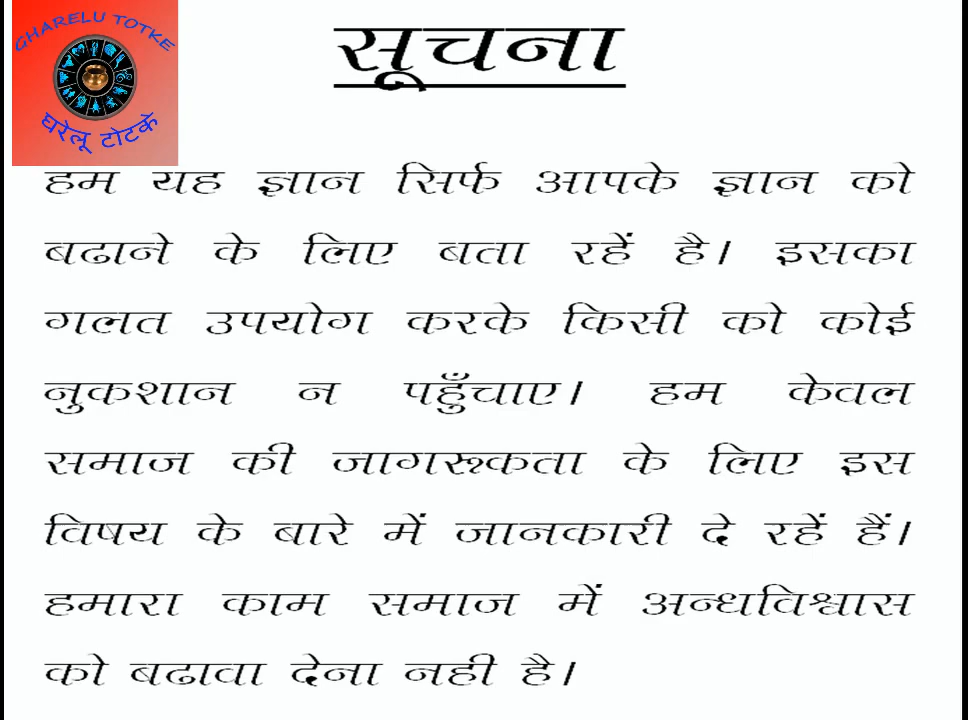 GHARELU TOTKE
घरेलू टोटके
सूचना
हम यह ज्ञान सिर्फ आपके ज्ञान को
बढाने के लिए बता रहें है। इसका
गलत उपयोग करके किसी को कोई
नुकशान न पहुँचाए। हम केवल
समाज की जागरूकता के लिए इस
विषय के बारे में जानकारी दे रहें हैं।
हमारा काम समाज में अन्धविश्वास
को बढावा देना नही है।